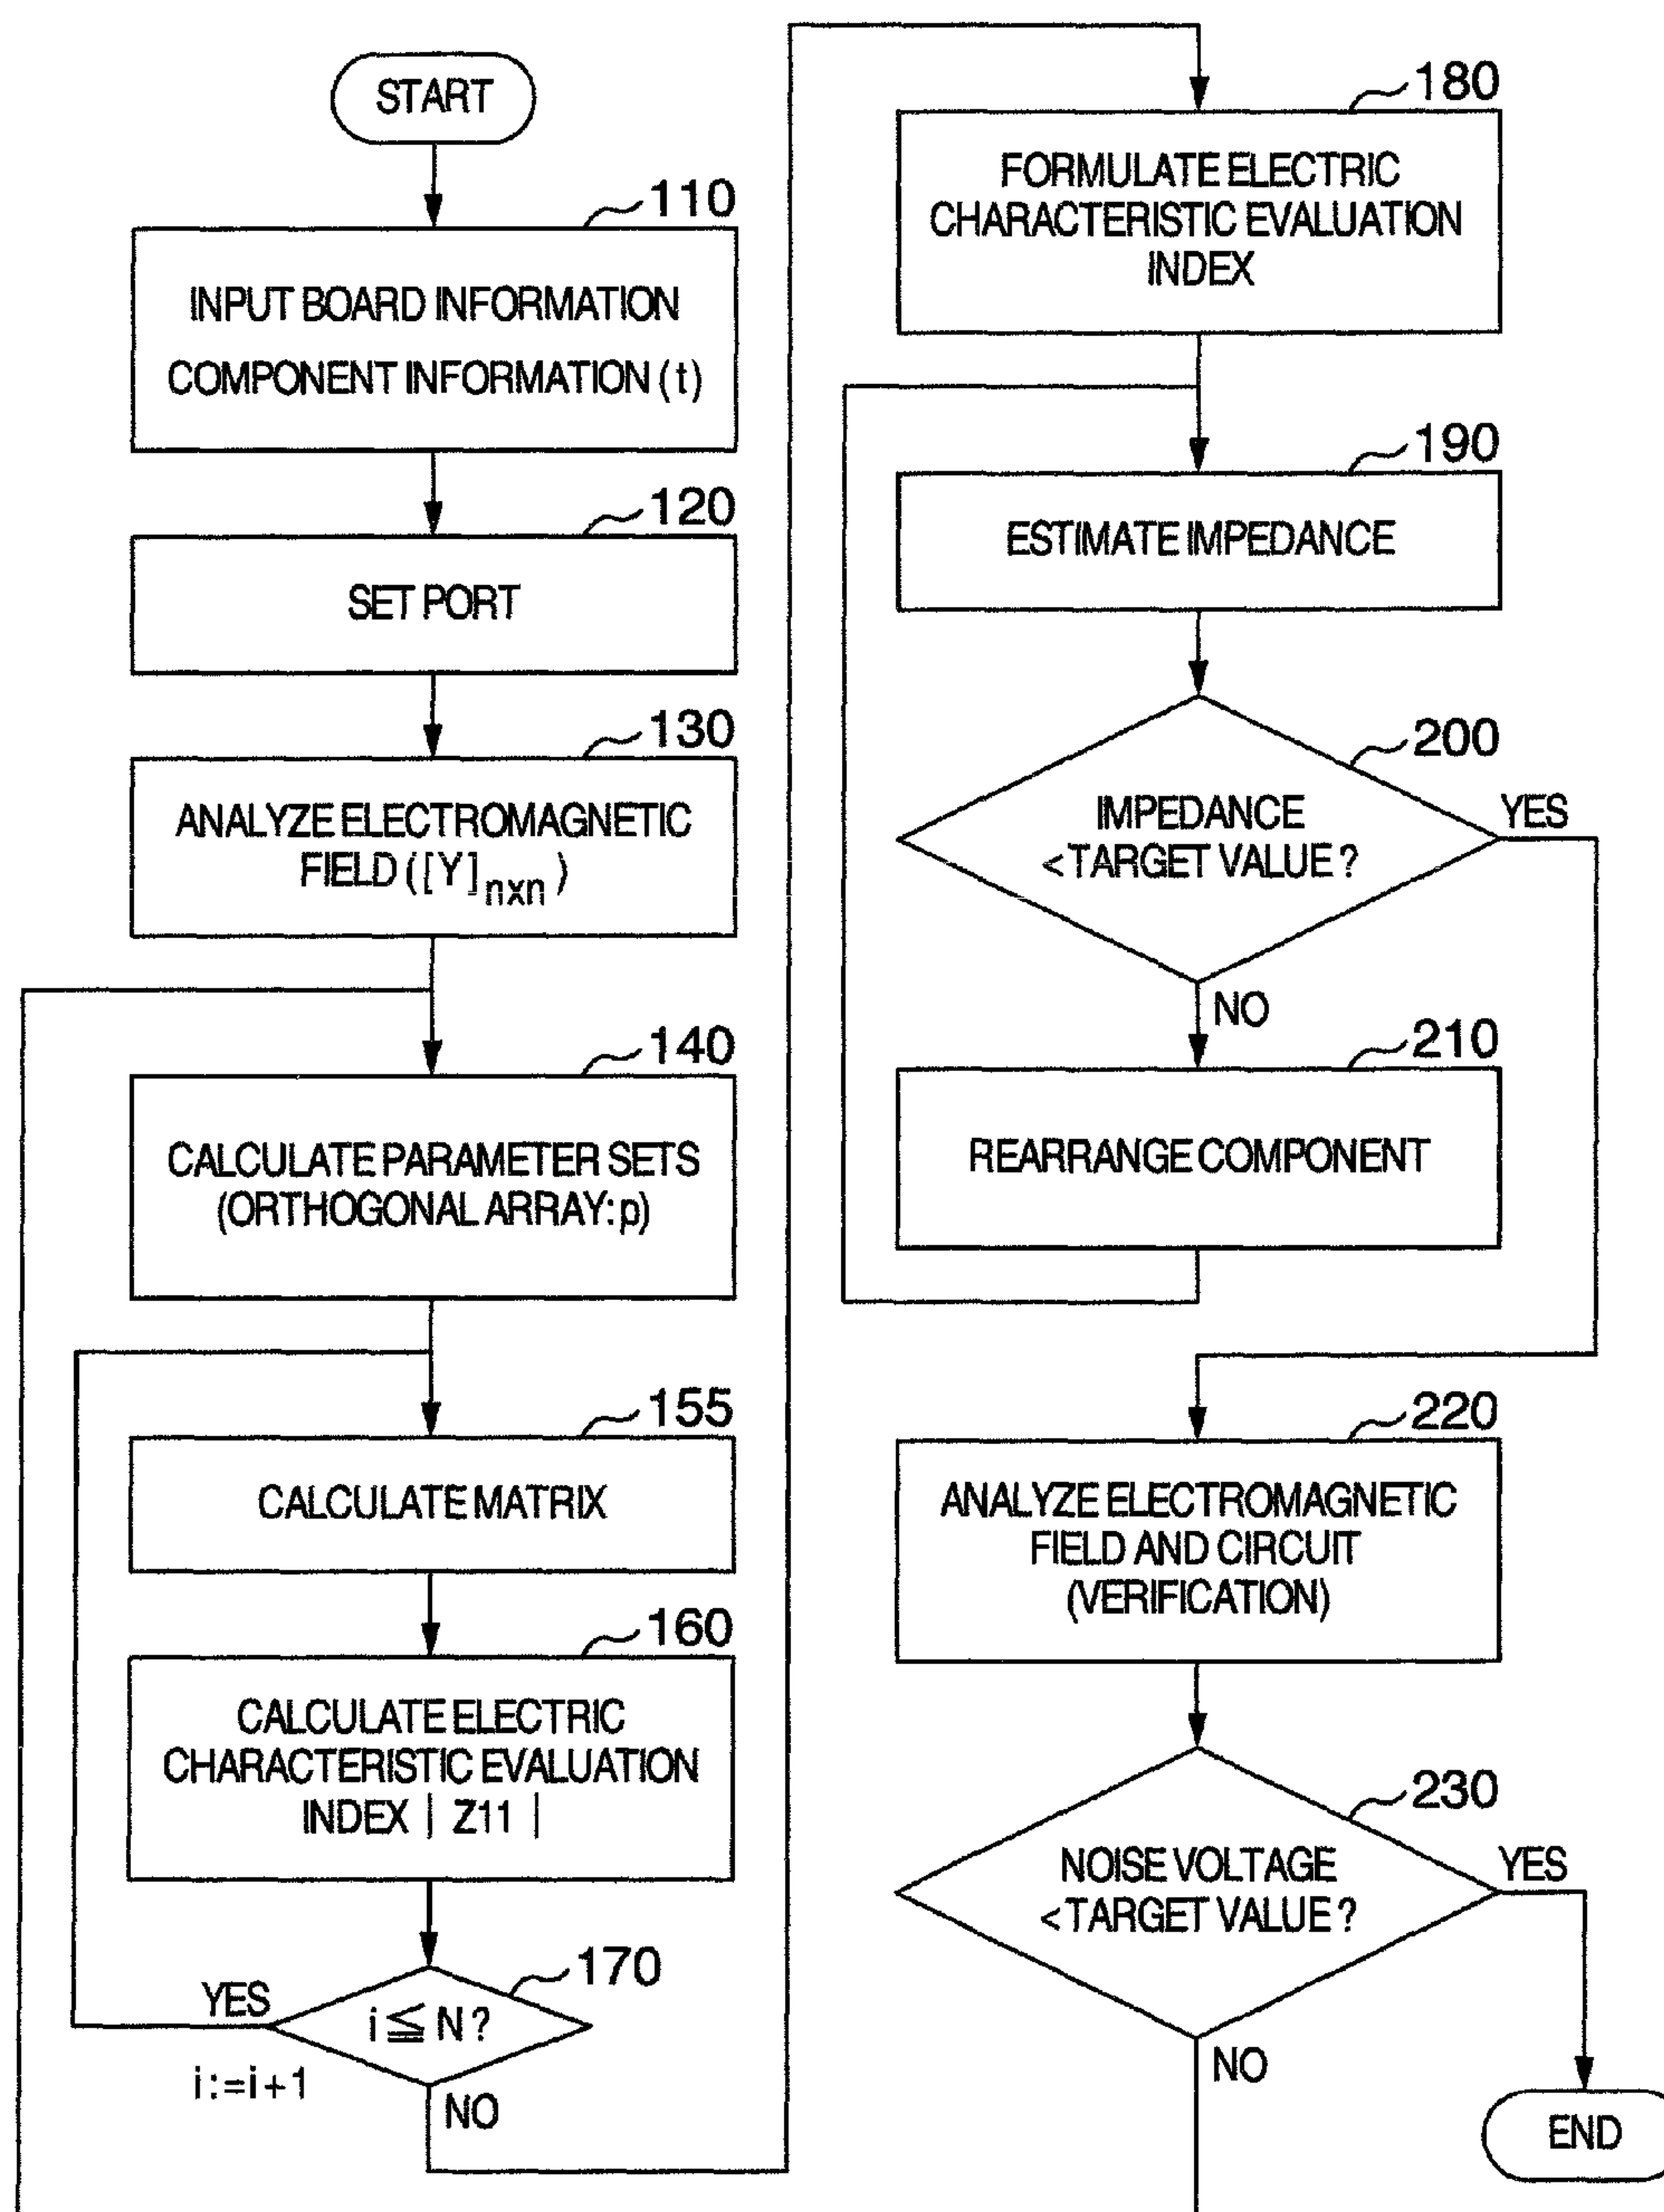 START
110
INPUT BOARD INFORMATION
COMPONENT INFORMATION (t)
120
SET PORT
130
ANALYZE ELECTROMAGNETIC
FIELD ([Y]nxn)
140
CALCULATE PARAMETER SETS
(ORTHOGONAL ARRAY: p)
155
CALCULATE MATRIX
160
CALCULATE ELECTRIC
CHARACTERISTIC EVALUATION
INDEX | Z11 |
170
YES
i ≦ N ?
i:=i+1
NO
180
FORMULATE ELECTRIC
CHARACTERISTIC EVALUATION
INDEX
190
ESTIMATE IMPEDANCE
200
IMPEDANCE
< TARGET VALUE ?
YES
NO
210
REARRANGE COMPONENT
220
ANALYZE ELECTROMAGNETIC
FIELD AND CIRCUIT
(VERIFICATION)
230
NOISE VOLTAGE
< TARGET VALUE ?
YES
NO
END